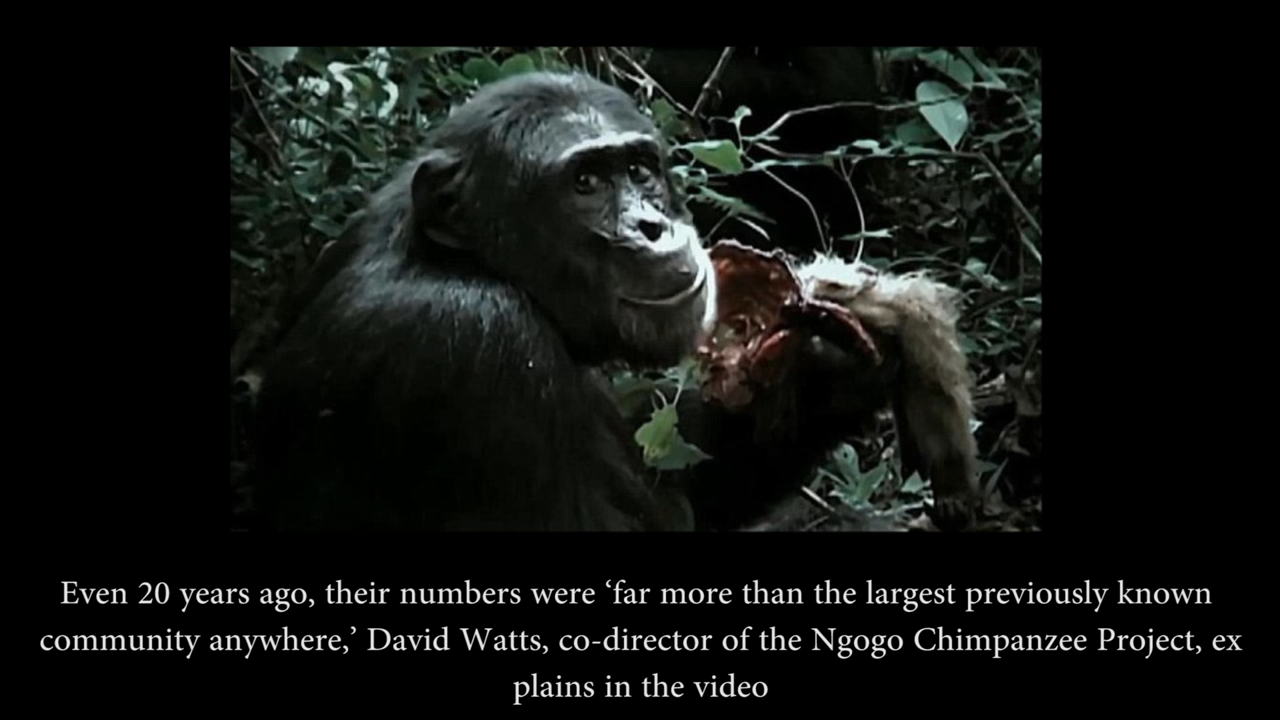 Even 20 years ago, their numbers were ‘far more than the largest previously known
community anywhere,’ David Watts, co-director of the Ngogo Chimpanzee Project, ex
plains in the video